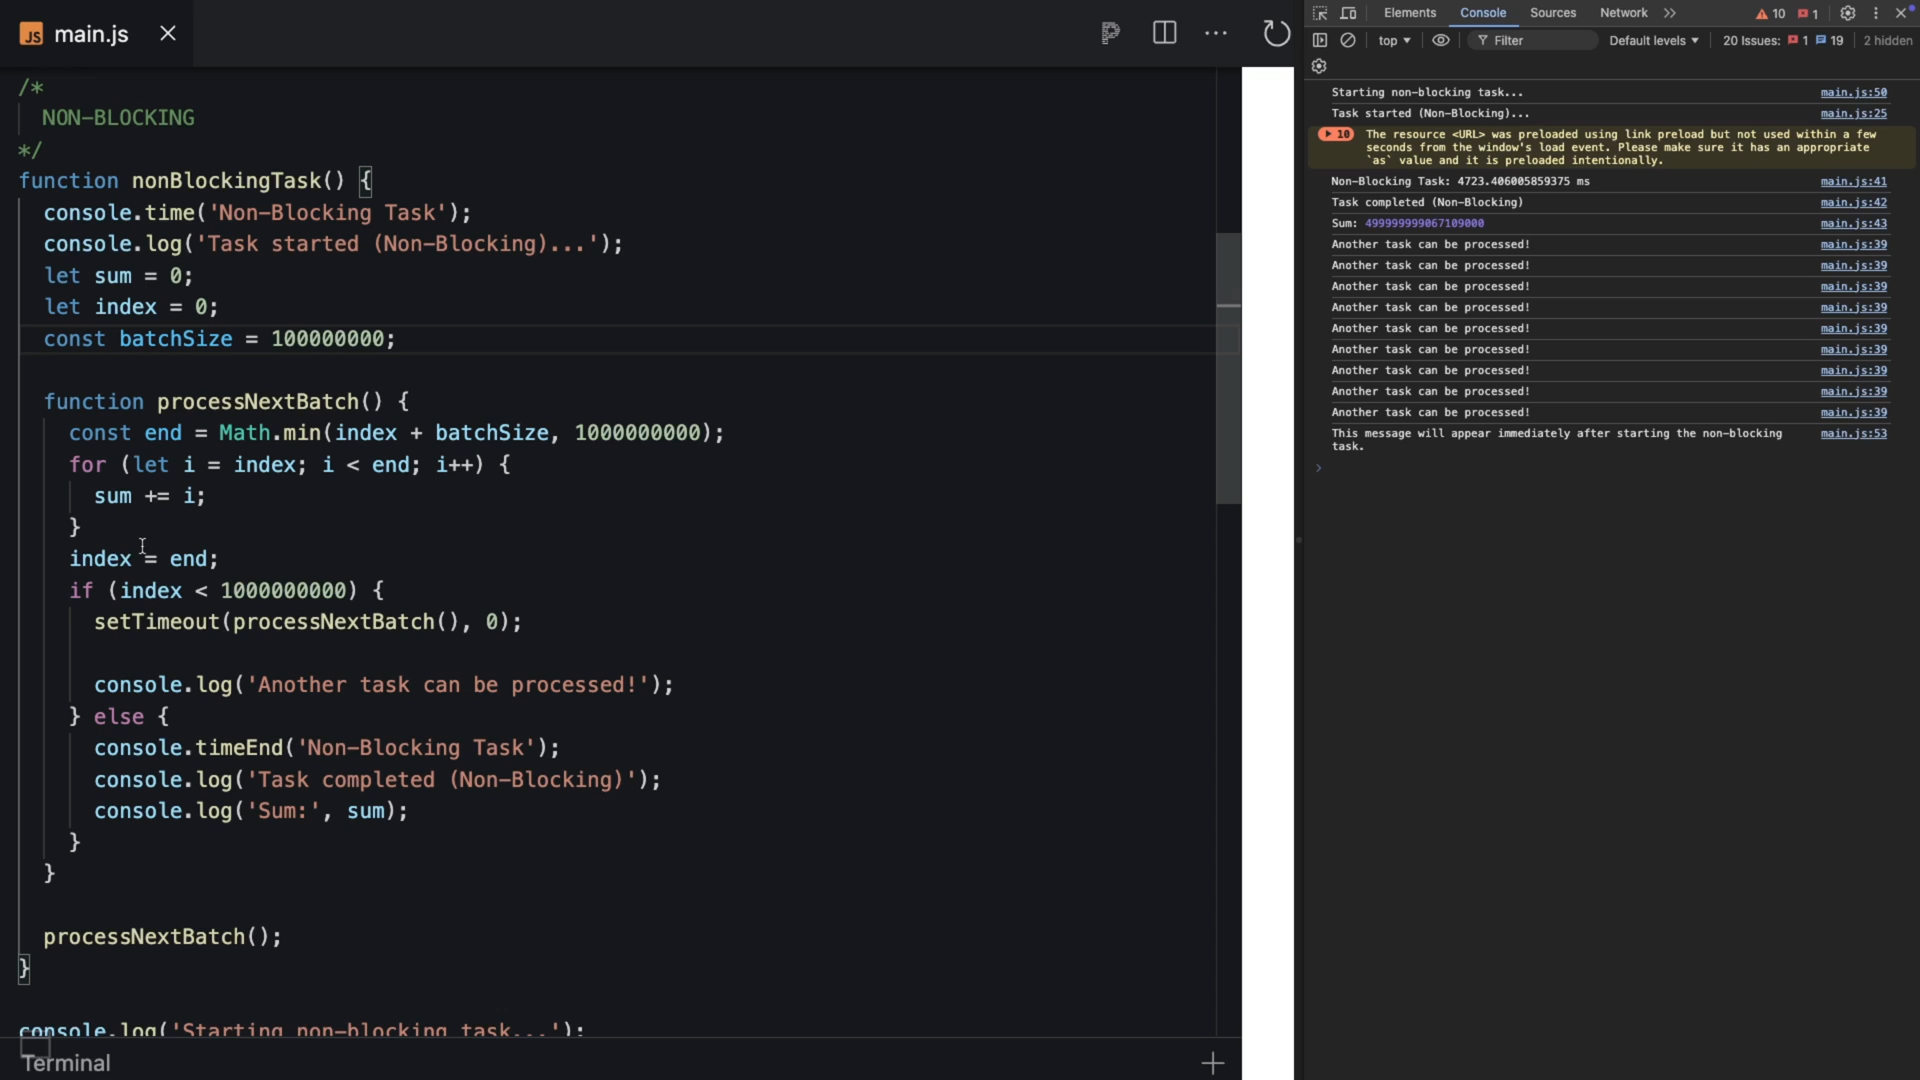 JS main.js
/*
NON-BLOCKING
*/
function nonBlockingTask() {
console.time('Non-Blocking Task');
console.log('Task started (Non-Blocking)...');
let sum = 0;
let index = 0;
const batchSize = 100000000;
function processNextBatch() {
const end = Math.min(index + batchSize, 1000000000);
for (let i = index; i < end; i++) {
sum += i;
}
index = end;
if (index < 1000000000) {
setTimeout(processNextBatch(), 0);
console.log('Another task can be processed!');
} else {
console.timeEnd('Non-Blocking Task');
console.log('Task completed (Non-Blocking)');
console.log('Sum:', sum);
}
}
processNextBatch();
}
console.log('Starting non-blocking task...');
Terminal
Elements Console Sources Network 10 1
top Filter Default levels 20 Issues: 1 19 2 hidden
Starting non-blocking task... main.js:50
Task started (Non-Blocking)... main.js:25
10 The resource <URL> was preloaded using link preload but not used within a few
seconds from the window's load event. Please make sure it has an appropriate
`as` value and it is preloaded intentionally.
Non-Blocking Task: 4723.406005859375 ms main.js:41
Task completed (Non-Blocking) main.js:42
Sum: 499999999067109000 main.js:43
Another task can be processed! main.js:39
Another task can be processed! main.js:39
Another task can be processed! main.js:39
Another task can be processed! main.js:39
Another task can be processed! main.js:39
Another task can be processed! main.js:39
Another task can be processed! main.js:39
Another task can be processed! main.js:39
Another task can be processed! main.js:39
This message will appear immediately after starting the non-blocking main.js:53
task.